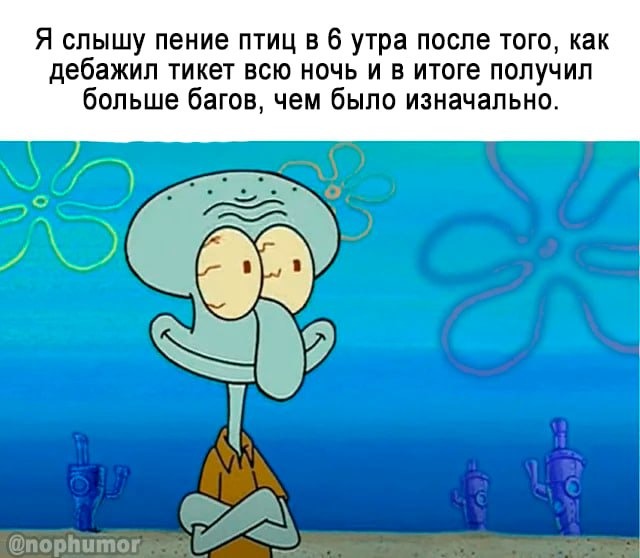 Я слышу пение птиц в 6 утра после того, как
дебажил тикет всю ночь и в итоге получил
больше багов, чем было изначально.
@nophumor